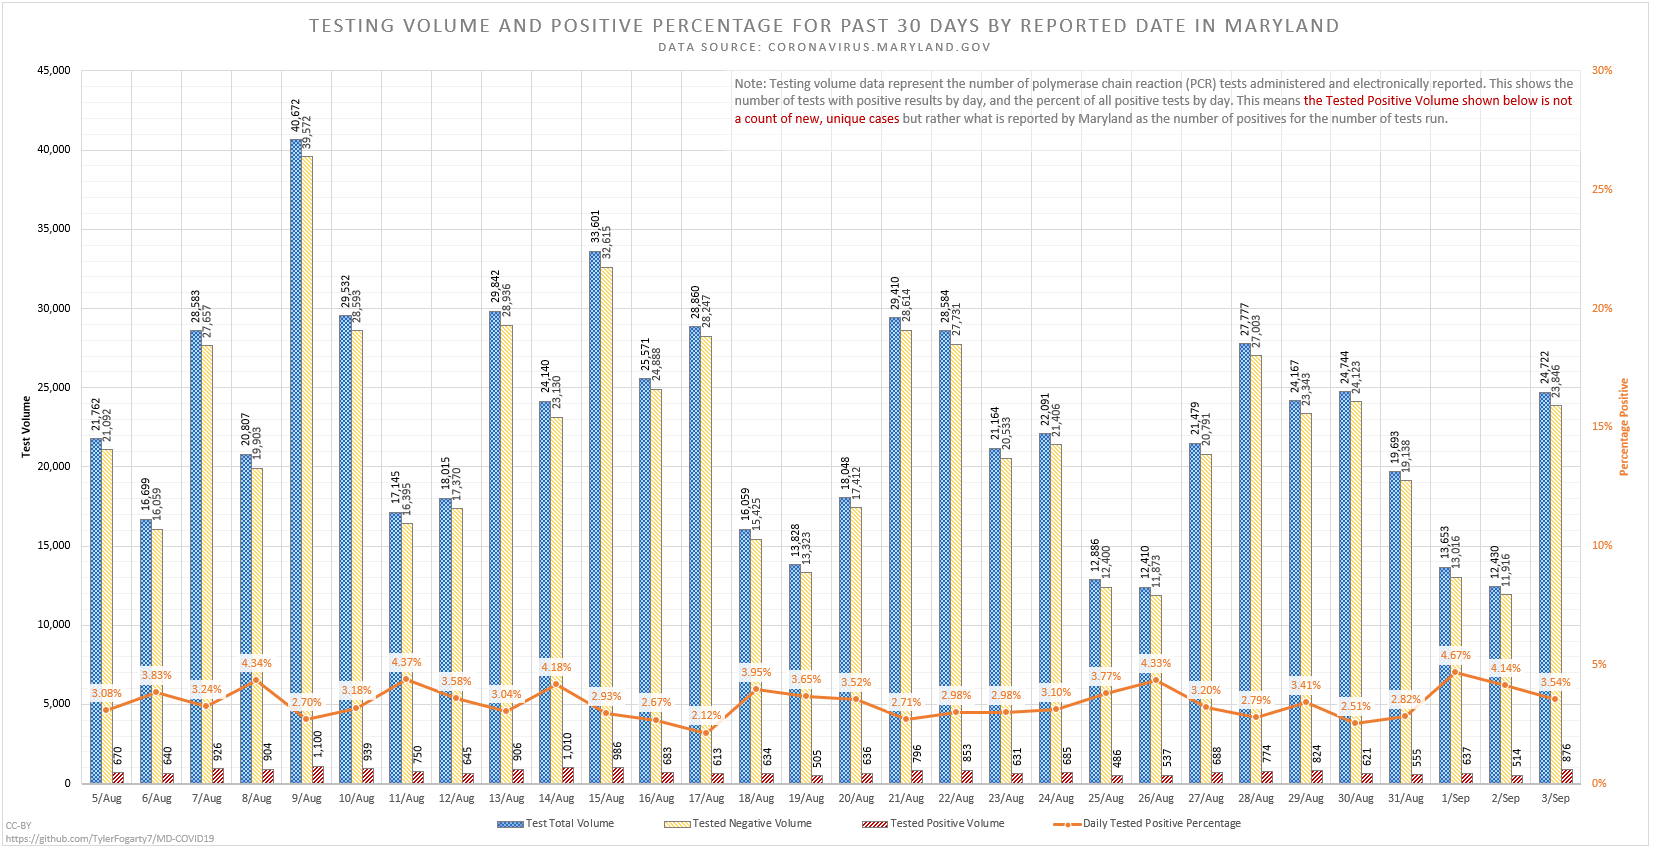 TESTING VOLUME AND POSITIVE PERCENTAGE FOR PAST 30 DAYS BY REPORTED DATE IN MARYLAND
DATA SOURCE: CORONAVIRUS.MARYLAND.GOV
Note: Testing volume data represent the number of polymerase chain reaction (PCR) tests administered and electronically reported. This shows the
number of tests with positive results by day, and the percent of all positive tests by day. This means the Tested Positive Volume shown below is not
a count of new, unique cases but rather what is reported by Maryland as the number of positives for the number of tests run.
Test Volume
45,000
40,000
35,000
30,000
25,000
20,000
15,000
10,000
5,000
0
Percentage Positive
30%
25%
20%
15%
10%
5%
0%
21,762 21,092 3.08% 670
16,699 16,059 3.83% 640
28,583 27,657 3.24% 926
20,807 19,903 4.34% 904
40,672 39,572 2.70% 1,100
29,532 28,593 3.18% 939
17,145 16,395 4.37% 750
18,015 17,370 3.58% 645
29,842 28,936 3.04% 906
24,140 23,130 4.18% 1,010
33,601 32,615 2.93% 986
25,571 24,888 2.67% 683
28,860 28,247 2.12% 613
16,059 15,425 3.95% 634
13,828 13,323 3.65% 505
18,048 17,412 3.52% 636
29,410 28,614 2.71% 796
28,584 27,731 2.98% 853
21,164 20,533 2.98% 631
22,091 21,406 3.10% 685
12,886 12,400 3.77% 486
12,410 11,873 4.33% 537
21,479 20,791 3.20% 688
27,777 27,003 2.79% 774
24,167 23,343 3.41% 824
24,744 24,123 2.51% 621
19,693 19,138 2.82% 555
13,653 13,016 4.67% 637
12,430 11,916 4.14% 514
24,722 23,846 3.54% 876
5/Aug 6/Aug 7/Aug 8/Aug 9/Aug 10/Aug 11/Aug 12/Aug 13/Aug 14/Aug 15/Aug 16/Aug 17/Aug 18/Aug 19/Aug 20/Aug 21/Aug 22/Aug 23/Aug 24/Aug 25/Aug 26/Aug 27/Aug 28/Aug 29/Aug 30/Aug 31/Aug 1/Sep 2/Sep 3/Sep
Test Total Volume Tested Negative Volume Tested Positive Volume Daily Tested Positive Percentage
CC-BY
https://github.com/TylerFogarty7/MD-COVID19